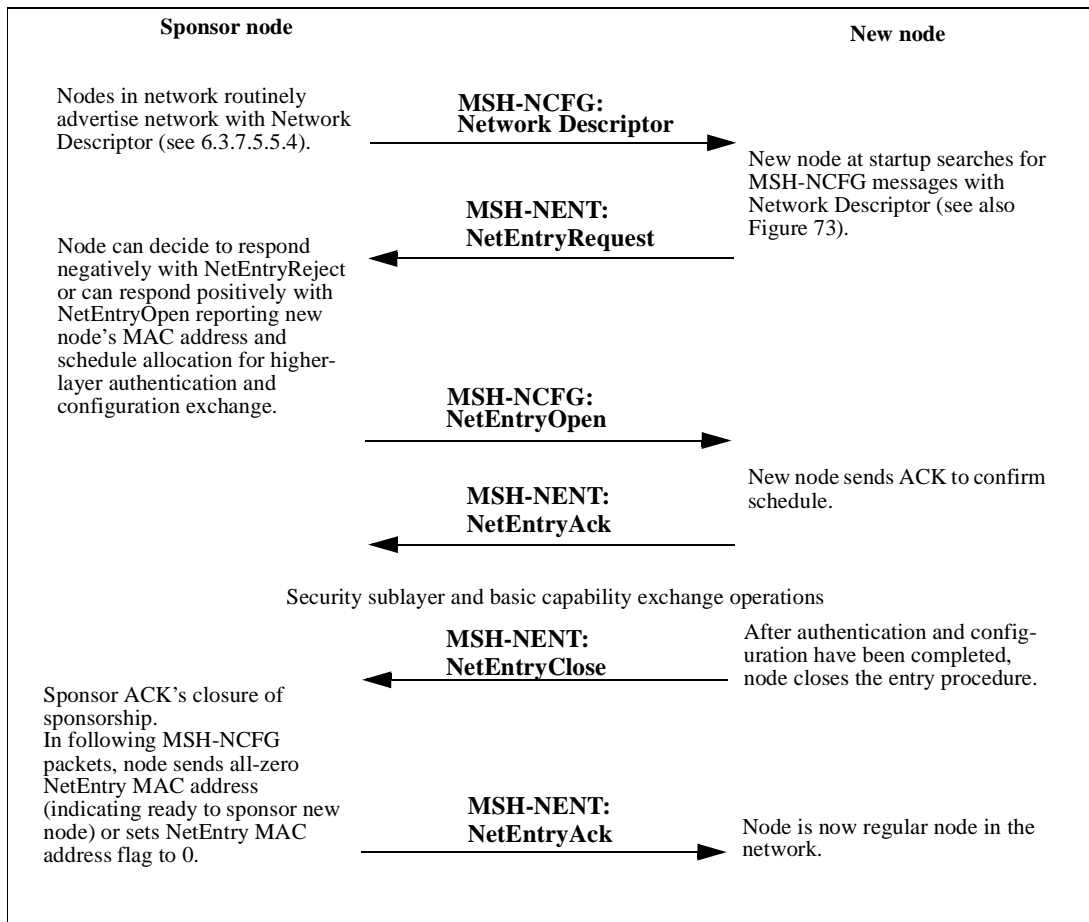 Sponsor node
New node
Nodes in network routinely
advertise network with Network
Descriptor (see 6.3.7.5.5.4).
MSH-NCFG:
Network Descriptor
New node at startup searches for
MSH-NCFG messages with
Network Descriptor (see also
Figure 73).
MSH-NENT:
NetEntryRequest
Node can decide to respond
negatively with NetEntryReject
or can respond positively with
NetEntryOpen reporting new
node’s MAC address and
schedule allocation for higher-
layer authentication and
configuration exchange.
MSH-NCFG:
NetEntryOpen
New node sends ACK to confirm
schedule.
MSH-NENT:
NetEntryAck
Security sublayer and basic capability exchange operations
MSH-NENT:
NetEntryClose
After authentication and config-
uration have been completed,
node closes the entry procedure.
Sponsor ACK’s closure of
sponsorship.
In following MSH-NCFG
packets, node sends all-zero
NetEntry MAC address
(indicating ready to sponsor new
node) or sets NetEntry MAC
address flag to 0.
MSH-NENT:
NetEntryAck
Node is now regular node in the
network.